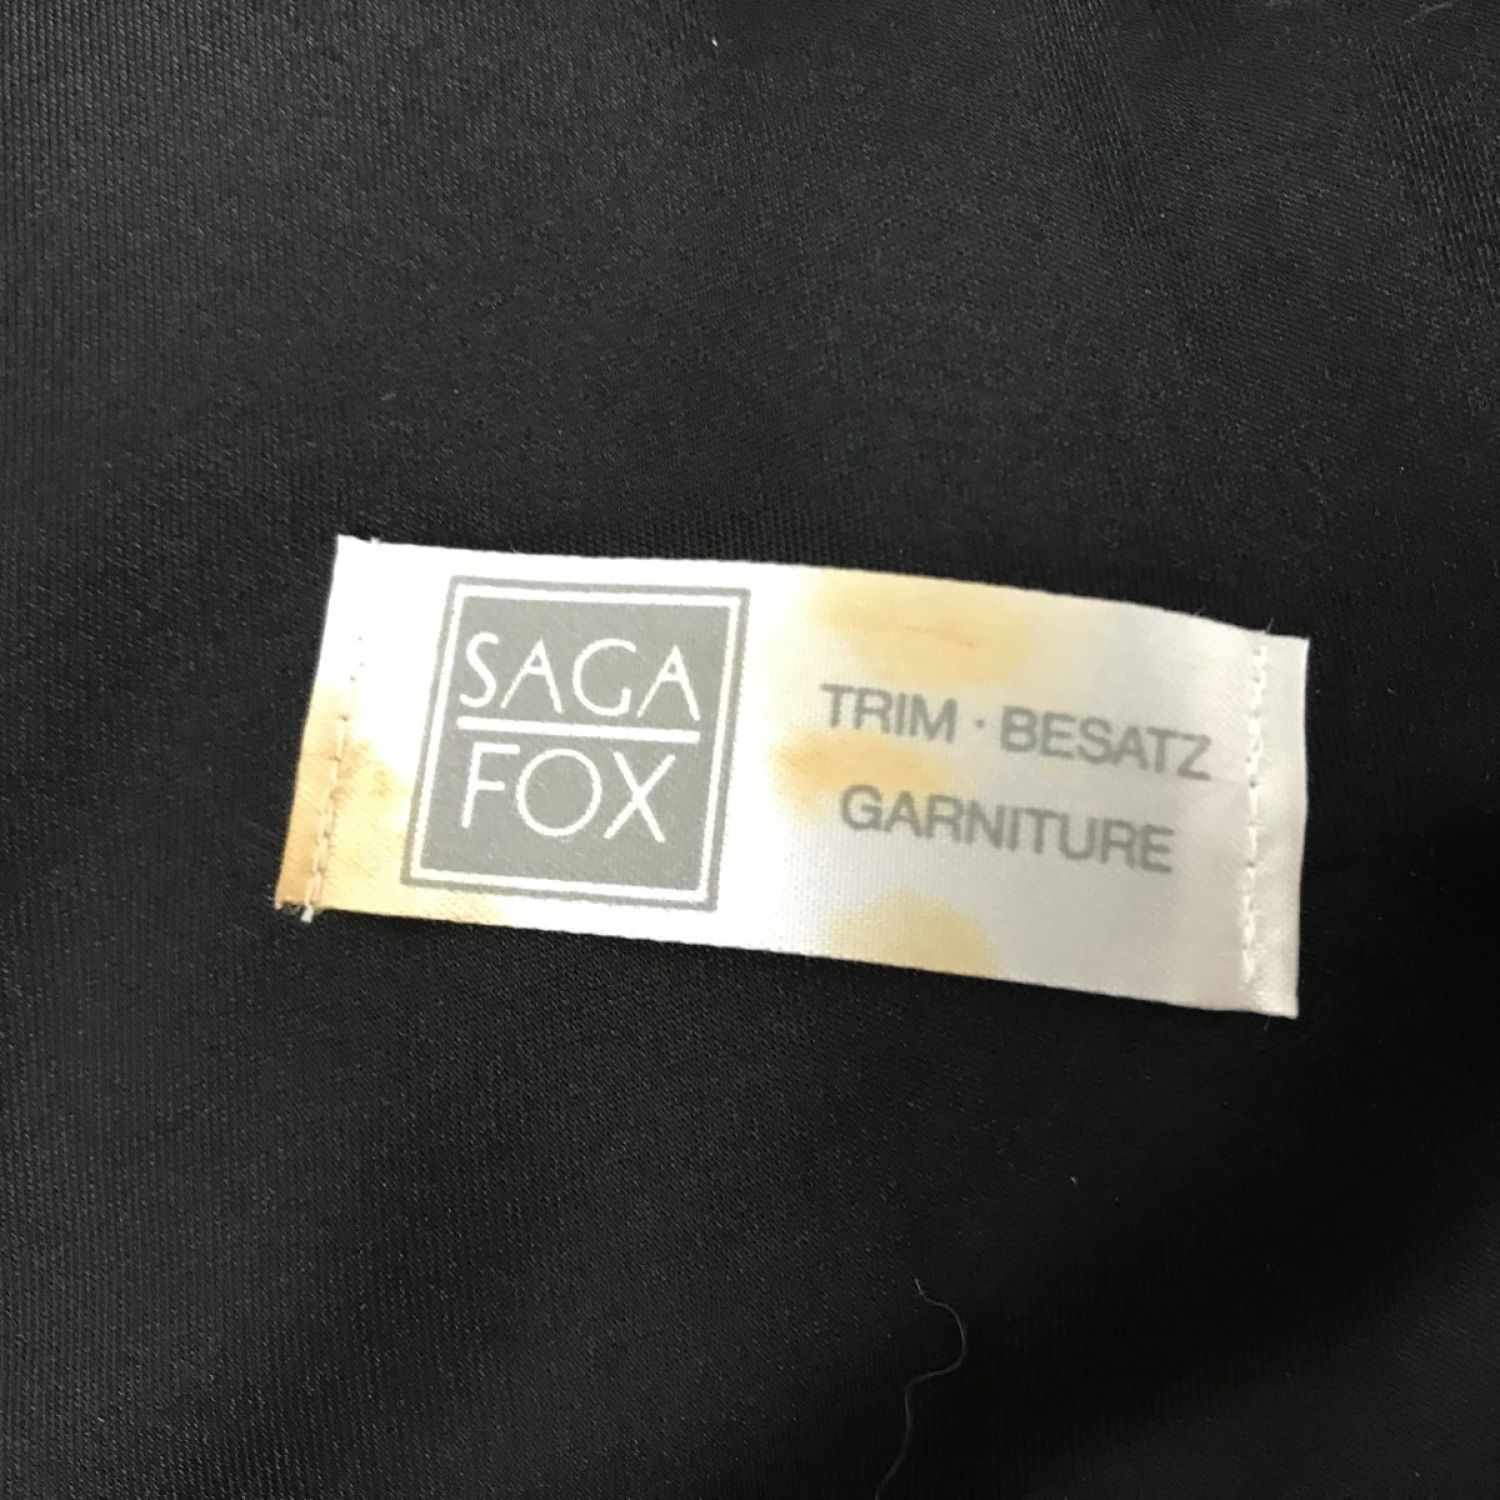 SAGA
FOX
TRIM · BESATZ
GARNITURE